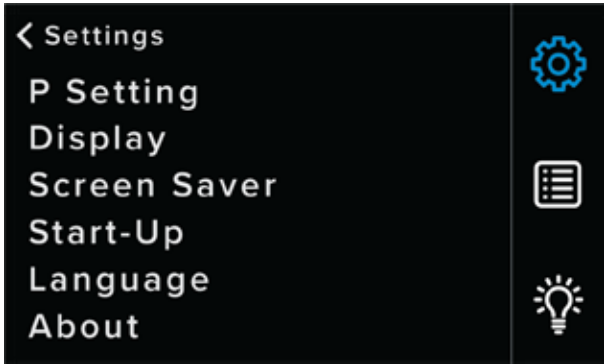 Settings
P Setting
Display
Screen Saver
Start-Up
Language
About